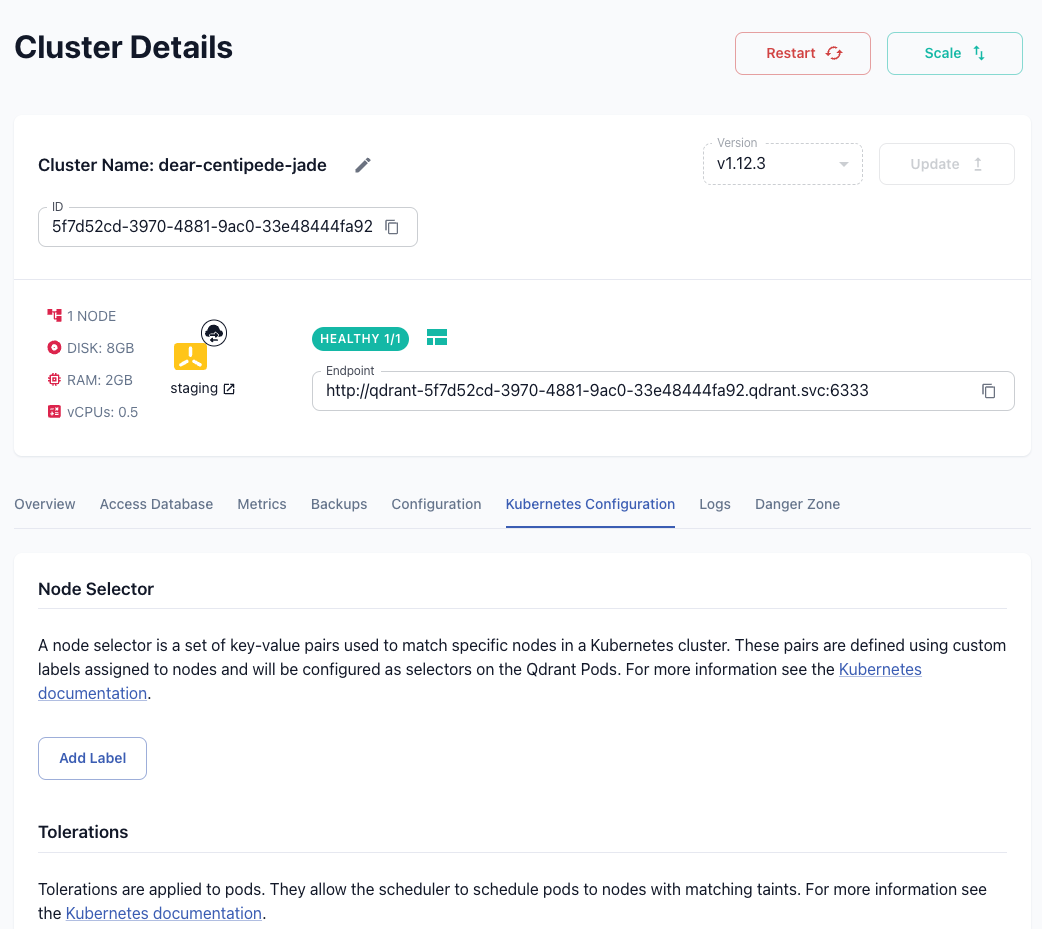 Cluster Details
Restart
Scale
Cluster Name: dear-centipede-jade
Version
v1.12.3
Update
ID
5f7d52cd-3970-4881-9ac0-33e48444fa92
1 NODE
DISK: 8GB
RAM: 2GB
vCPUs: 0.5
staging
HEALTHY 1/1
Endpoint
http://qdrant-5f7d52cd-3970-4881-9ac0-33e48444fa92.qdrant.svc:6333
Overview Access Database Metrics Backups Configuration Kubernetes Configuration Logs Danger Zone
Node Selector
A node selector is a set of key-value pairs used to match specific nodes in a Kubernetes cluster. These pairs are defined using custom
labels assigned to nodes and will be configured as selectors on the Qdrant Pods. For more information see the Kubernetes
documentation.
Add Label
Tolerations
Tolerations are applied to pods. They allow the scheduler to schedule pods to nodes with matching taints. For more information see
the Kubernetes documentation.